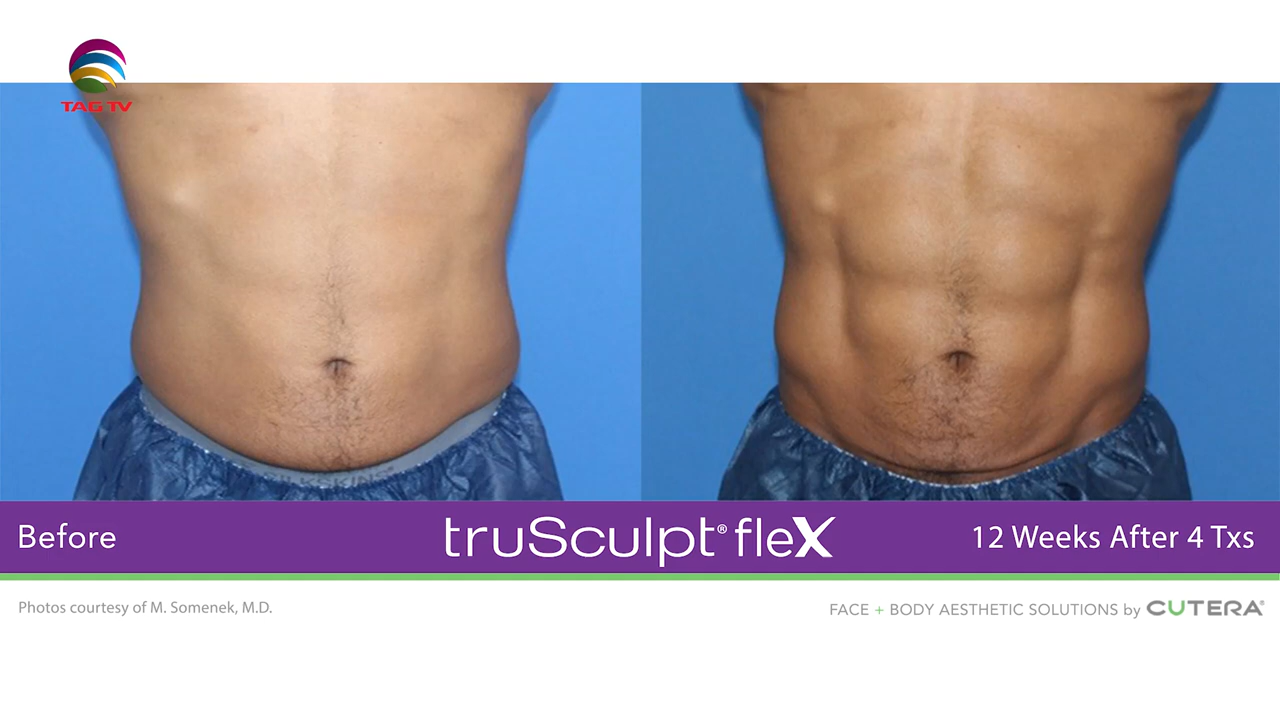 TAG TV
Before
truSculpt® fleX
12 Weeks After 4 Txs
Photos courtesy of M. Somenek, M.D.
FACE + BODY AESTHETIC SOLUTIONS by CUTERA®